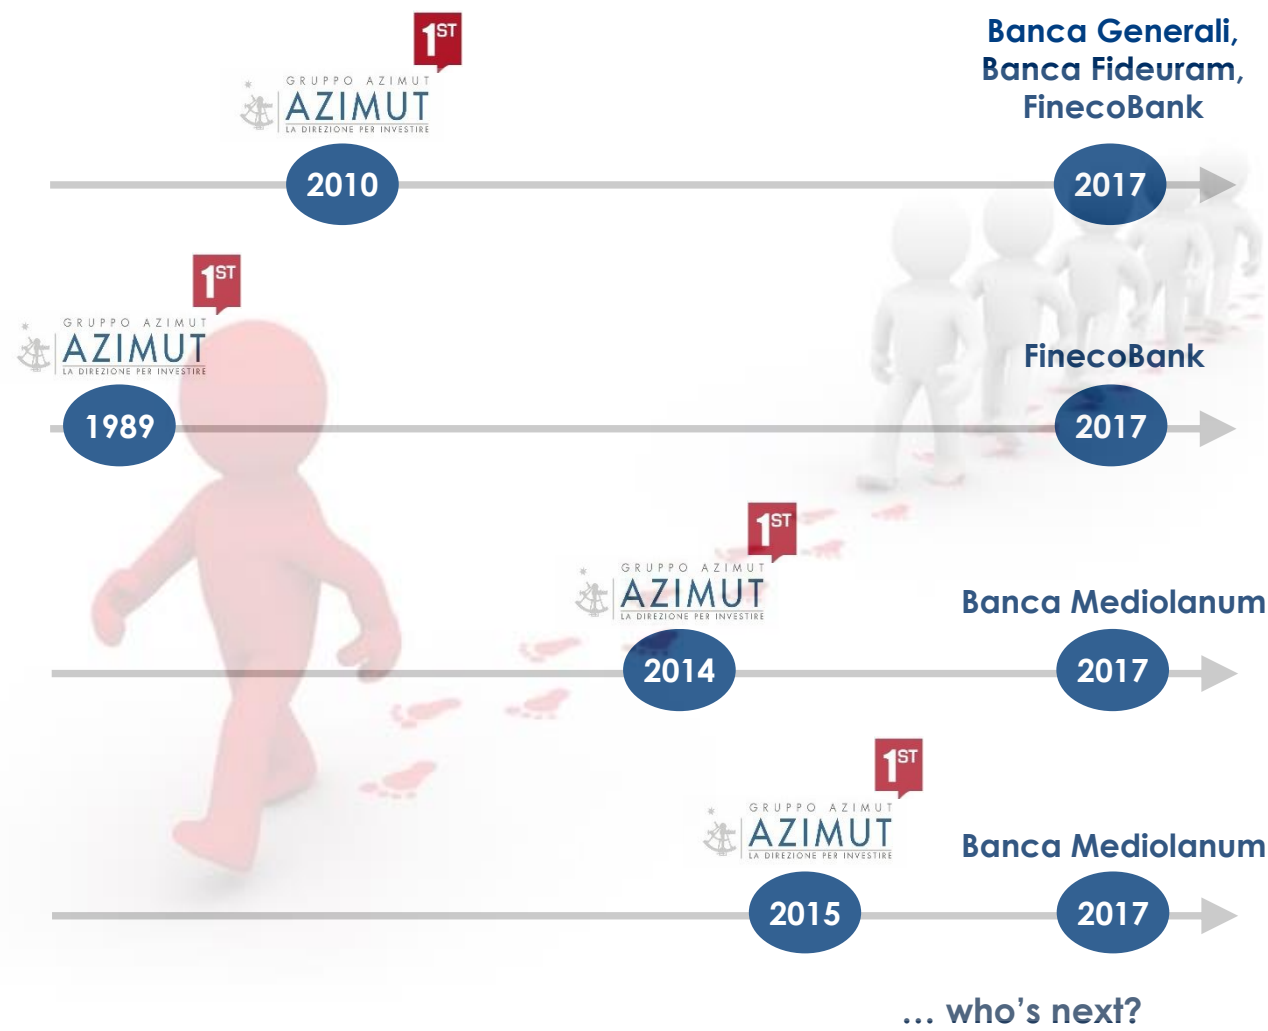 1ST
GRUPPO AZIMUT
AZIMUT
LA DIREZIONE PER INVESTIRE
Banca Generali,
Banca Fideuram,
FinecoBank
2010
2017
1ST
GRUPPO AZIMUT
AZIMUT
LA DIREZIONE PER INVESTIRE
FinecoBank
1989
2017
1ST
GRUPPO AZIMUT
AZIMUT
LA DIREZIONE PER INVESTIRE
Banca Mediolanum
2014
2017
1ST
GRUPPO AZIMUT
AZIMUT
LA DIREZIONE PER INVESTIRE
Banca Mediolanum
2015
2017
... who's next?